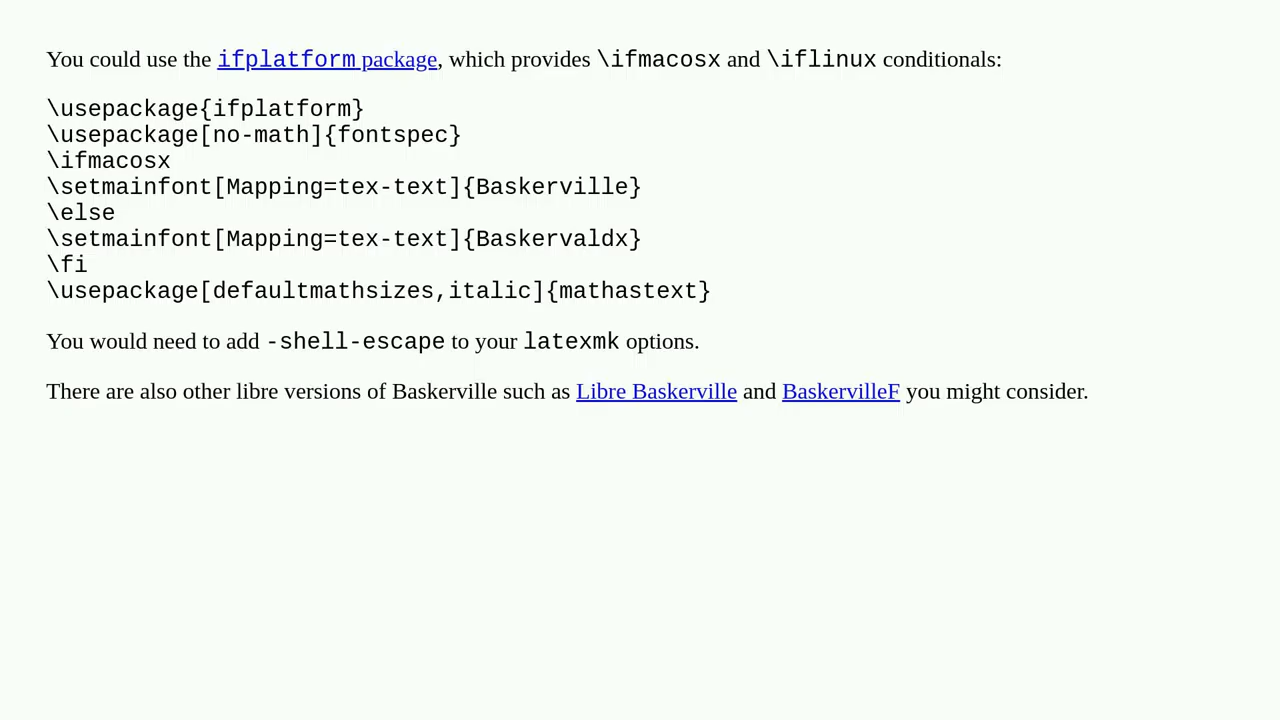 You could use the ifplatform package, which provides \ifmacosx and \iflinux conditionals:
\usepackage{ifplatform}
\usepackage[no-math]{fontspec}
\ifmacosx
\setmainfont[Mapping=tex-text]{Baskerville}
\else
\setmainfont[Mapping=tex-text]{Baskervaldx}
\fi
\usepackage[defaultmathsizes,italic]{mathastext}
You would need to add -shell-escape to your latexmk options.
There are also other libre versions of Baskerville such as Libre Baskerville and BaskervilleF you might consider.